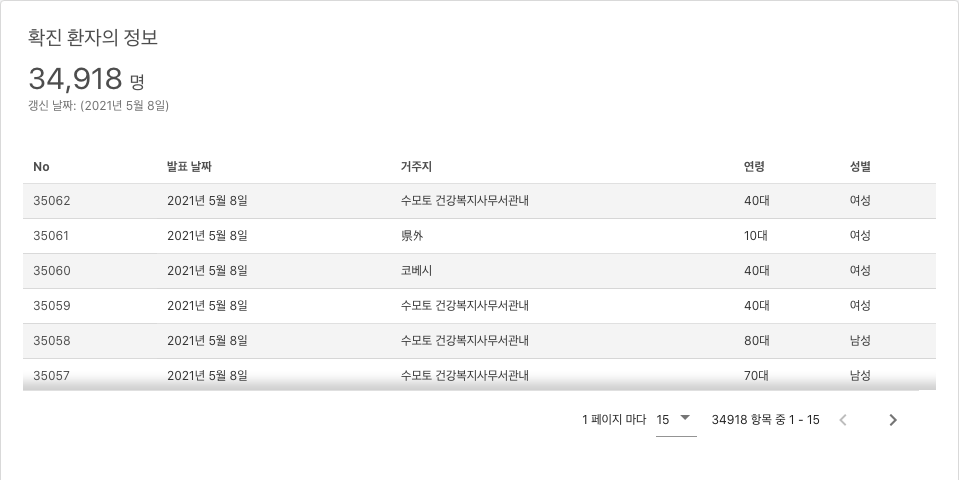 확진 환자의 정보
34,918 명
갱신 날짜: (2021년 5월 8일)
No 발표 날짜 거주지 연령 성별
35062 2021년 5월 8일 수모토 건강복지사무서관내 40대 여성
35061 2021년 5월 8일 県外 10대 여성
35060 2021년 5월 8일 코베시 40대 여성
35059 2021년 5월 8일 수모토 건강복지사무서관내 40대 여성
35058 2021년 5월 8일 수모토 건강복지사무서관내 80대 남성
35057 2021년 5월 8일 수모토 건강복지사무서관내 70대 남성
1 페이지 마다 15 34918 항목 중 1 - 15